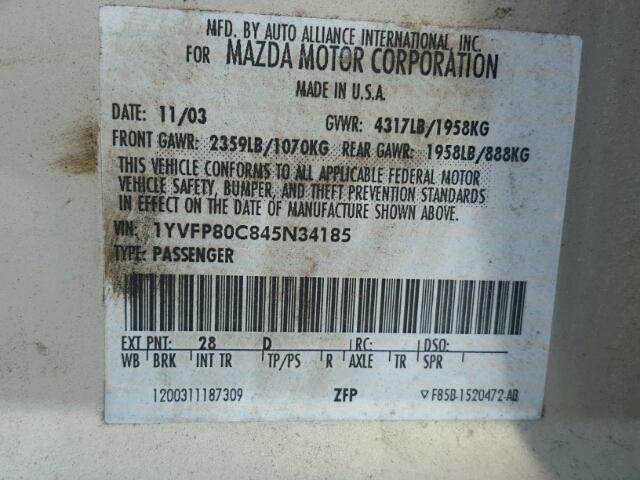 MFD. BY AUTO ALLIANCE INTERNATIONAL, INC.
FOR MAZDA MOTOR CORPORATION
MADE IN U.S.A.
DATE: 11/03 GVWR: 4317LB/1958KG
FRONT GAWR: 2359LB/1070KG REAR GAWR: 1958LB/888KG
THIS VEHICLE CONFORMS TO ALL APPLICABLE FEDERAL MOTOR
VEHICLE SAFETY, BUMPER, AND THEFT PREVENTION STANDARDS
IN EFFECT ON THE DATE OF MANUFACTURE SHOWN ABOVE.
VIN: 1YVFP80C845N34185
TYPE: PASSENGER
EXT PNT: 28 D RC: DSO:
WB BRK INT TR TP/PS R AXLE TR SPR
1200311187309 ZFP ▽F85B-1520472-AB